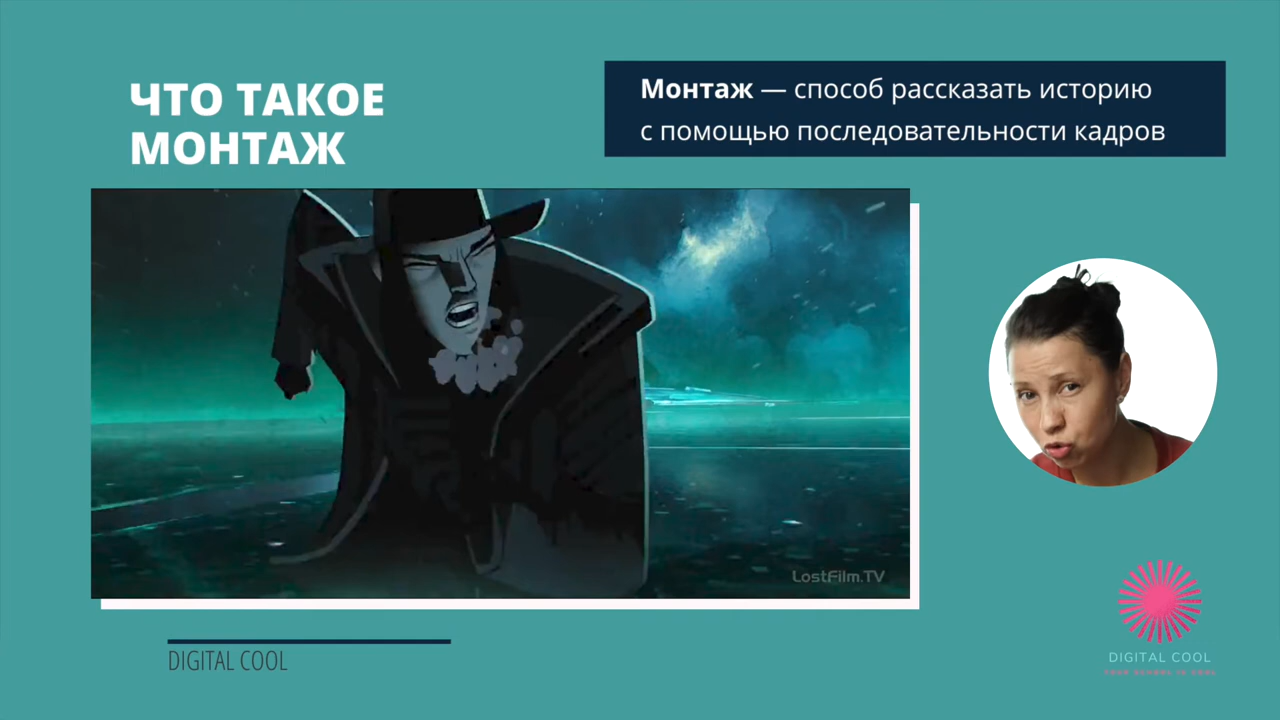 ЧТО ТАКОЕ
МОНТАЖ
Монтаж — способ рассказать историю
с помощью последовательности кадров
LostFilm.TV
DIGITAL COOL
DIGITAL COOL